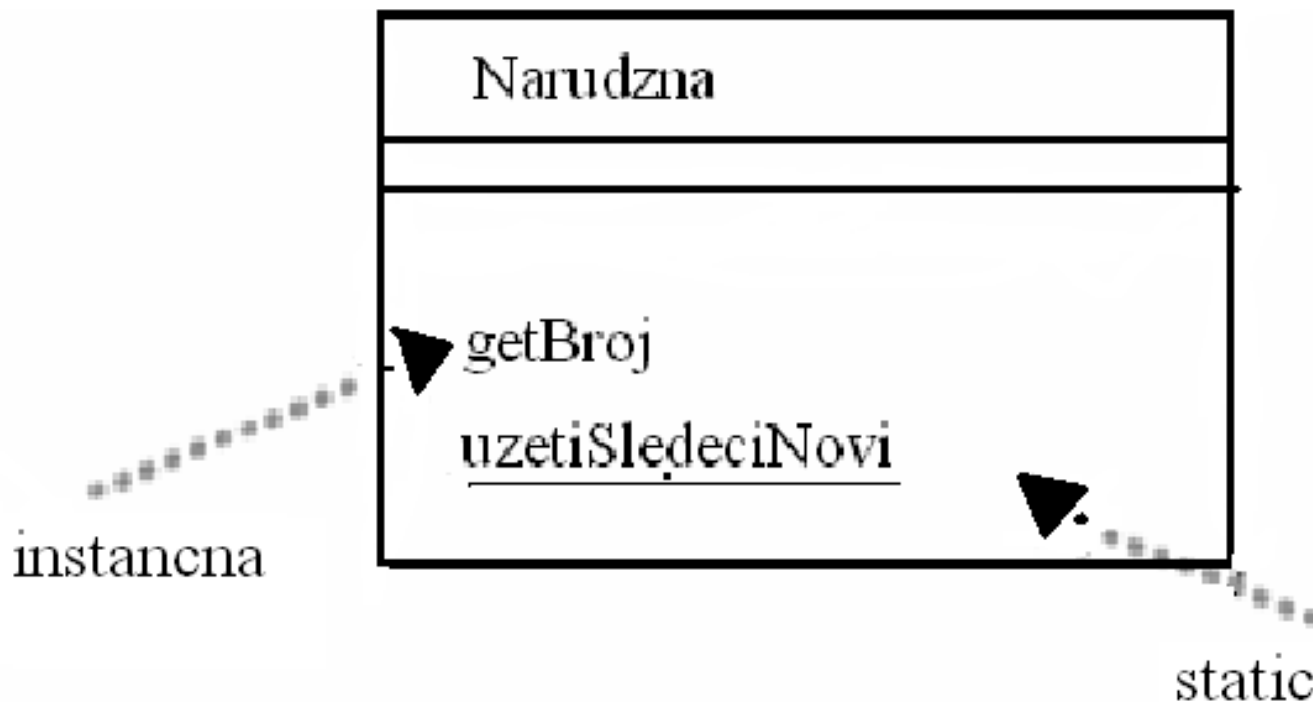 Narudzna
getBroj
uzetiSledeciNovi
instancna
static